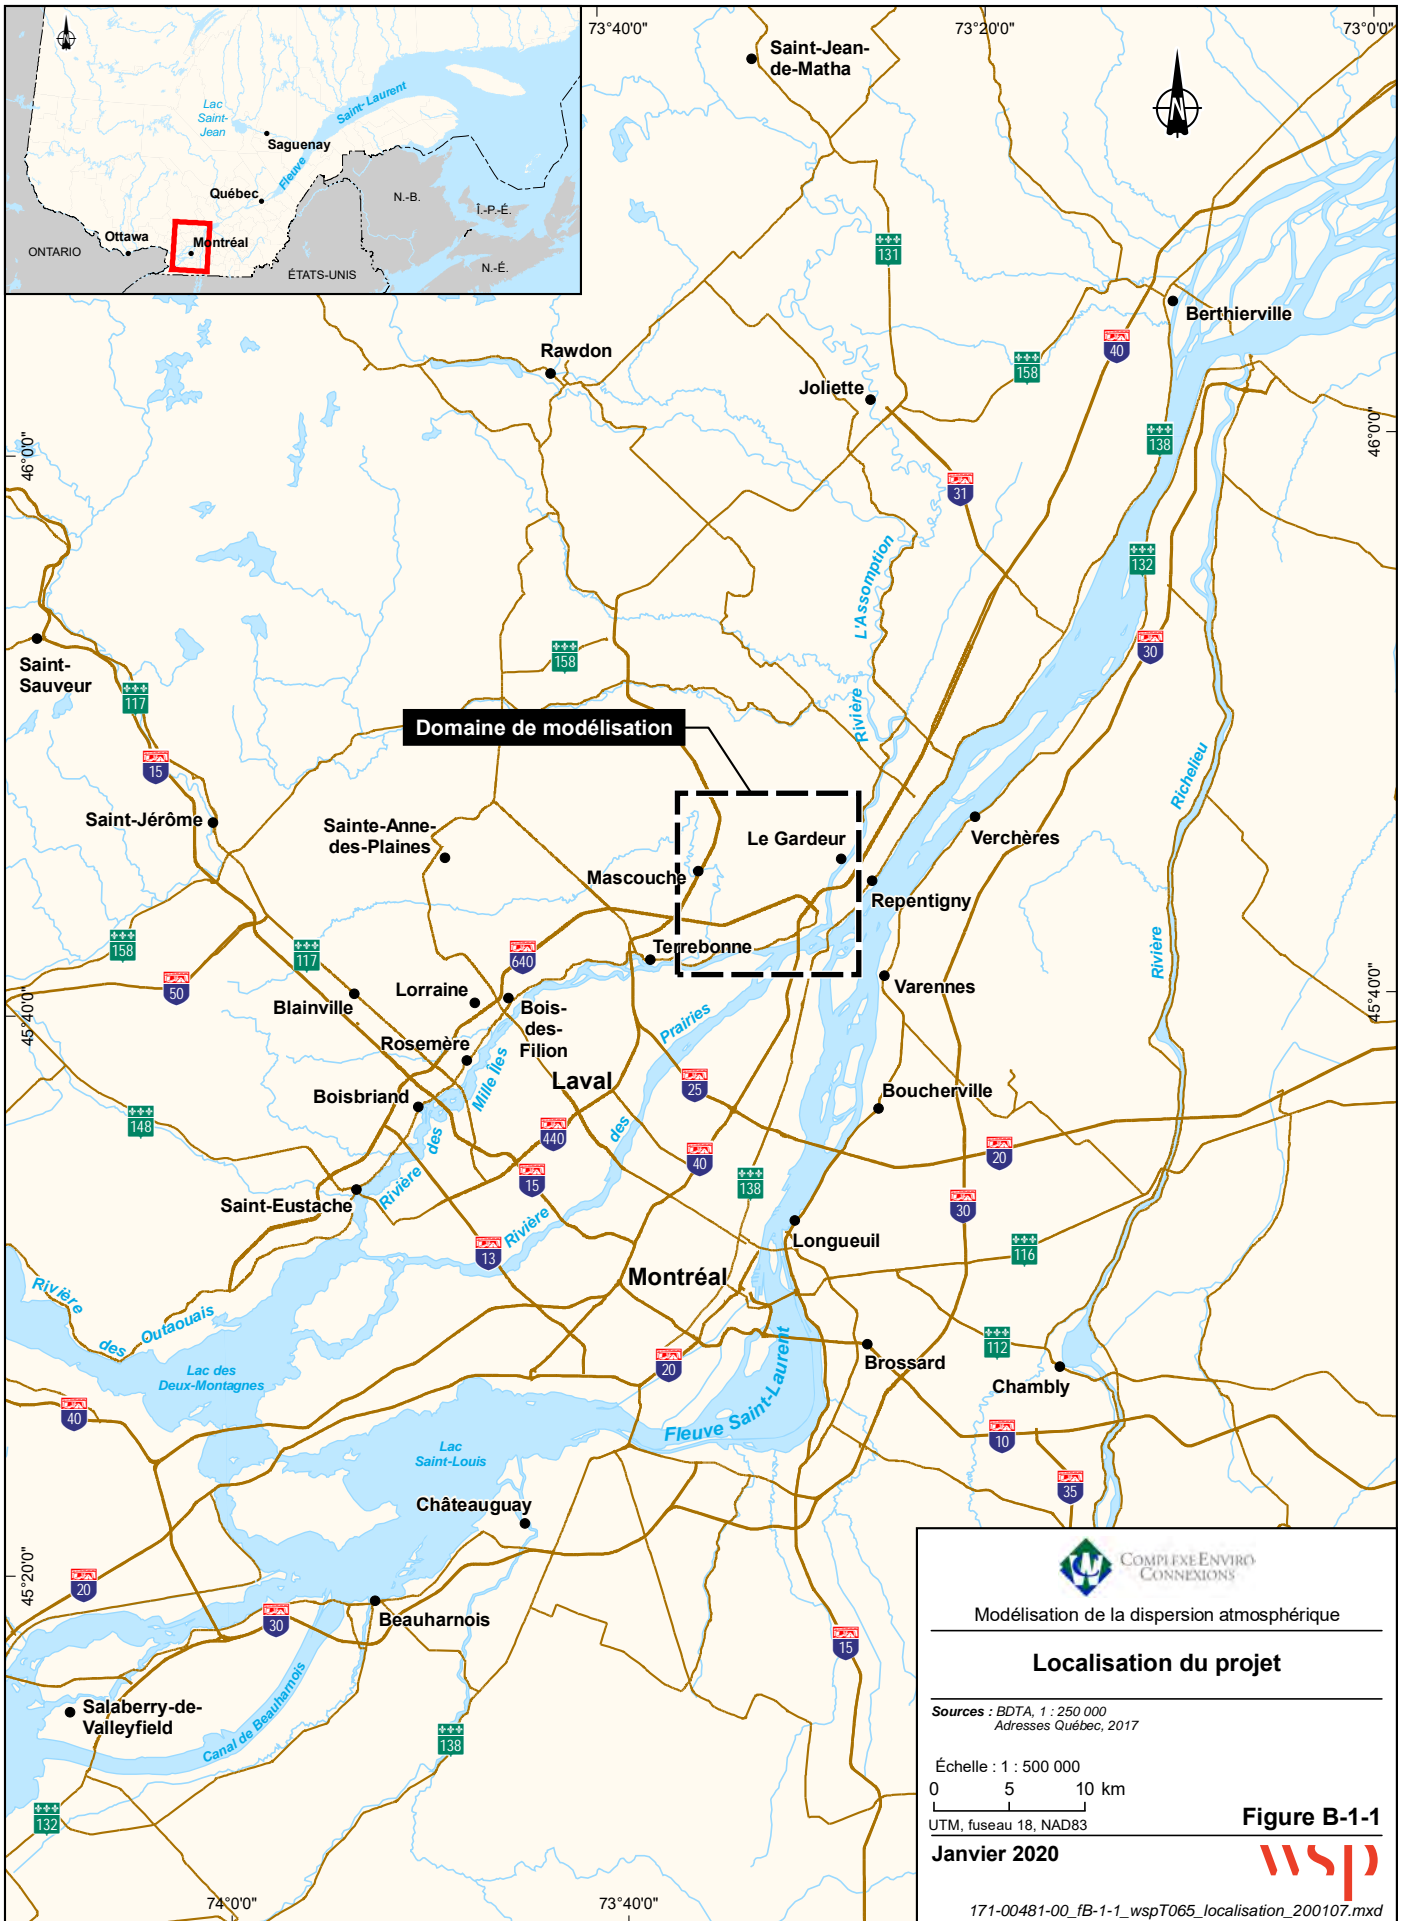 73°40'0"
73°20'0"
73°0'0"
Lac
Saint-
Jean
Saguenay
Fleuve
Saint-Laurent
Québec
Ottawa
Montréal
ONTARIO
ÉTATS-UNIS
N.-B.
Î.-P.-É.
N.-É.
Saint-Jean-
de-Matha
131
Berthierville
40
158
Rawdon
Joliette
138
46°0'0"
46°0'0"
31
132
L'Assomption
Rivière
30
158
Saint-
Sauveur
117
15
Domaine de modélisation
Richelieu
Rivière
Saint-Jérôme
Sainte-Anne-
des-Plaines
Le Gardeur
Verchères
Mascouche
Repentigny
Terrebonne
158
117
640
50
Blainville
Lorraine
Bois-
des-
Filion
Varennes
45°40'0"
45°40'0"
Rosemère
Prairies
des
Rivière
Mille Îles
des
Rivière
Laval
25
Boucherville
Boisbriand
148
440
40
20
15
138
Saint-Eustache
30
13
Longueuil
116
Montréal
Rivière
des
Outaouais
Lac des
Deux-Montagnes
20
Brossard
112
Chambly
40
Fleuve Saint-Laurent
10
Lac
Saint-Louis
35
Châteauguay
45°20'0"
20
30
Beauharnois
15
Salaberry-de-
Valleyfield
Canal de Beauharnois
138
132
74°0'0"
73°40'0"
COMPLEXE ENVIRO
CONNEXIONS
Modélisation de la dispersion atmosphérique
Localisation du projet
Sources : BDTA, 1 : 250 000
Adresses Québec, 2017
Échelle : 1 : 500 000
0 5 10 km
UTM, fuseau 18, NAD83
Figure B-1-1
Janvier 2020
wsp
171-00481-00_fB-1-1_wspT065_localisation_200107.mxd